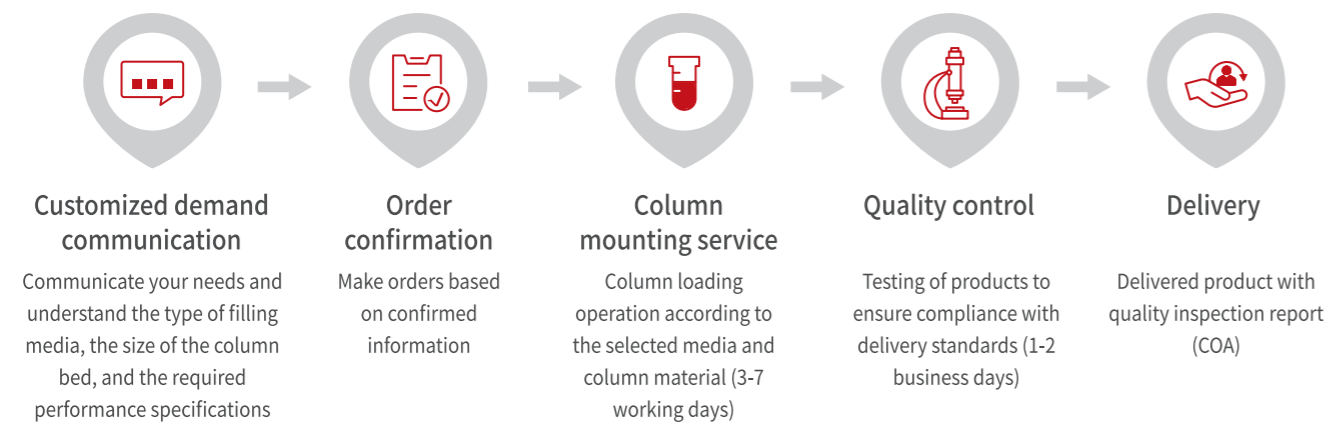 Customized demand
communication
Communicate your needs and
understand the type of filling
media, the size of the column
bed, and the required
performance specifications
Order
confirmation
Make orders based
on confirmed
information
Column
mounting service
Column loading
operation according to
the selected media and
column material (3-7
working days)
Quality control
Testing of products to
ensure compliance with
delivery standards (1-2
business days)
Delivery
Delivered product with
quality inspection report
(COA)